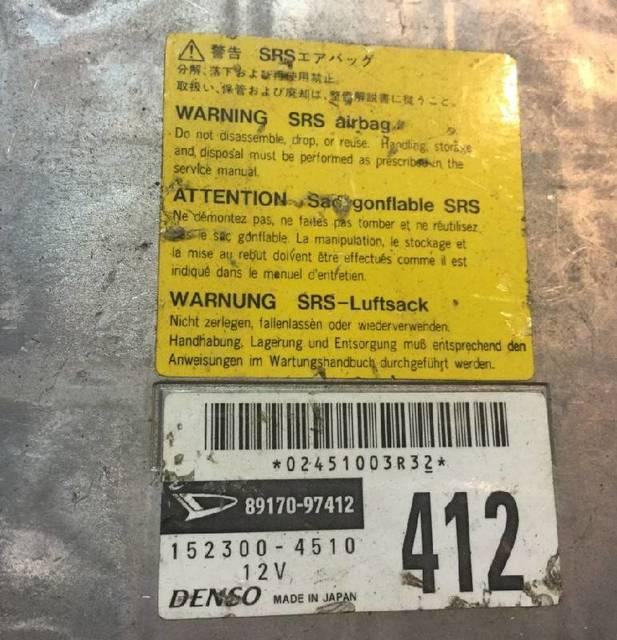 警告 SRSエアバッグ
分解、落下および再使用禁止。
取扱い、保管および廃却は、整備解説書に従うこと。
WARNING SRS airbag
Do not disassemble, drop, or reuse. Handling, storage
and disposal must be performed as prescribed in the
service manual.
ATTENTION Sac gonflable SRS
Ne démontez pas, ne faites pas tomber et ne réutilisez
le sac gonflable. La manipulation, le stockage et
la mise au rebut doivent être effectués comme il est
indiqué dans le manuel d'entretien.
WARNUNG SRS-Luftsack
Nicht zerlegen, fallenlassen oder wiederverwenden.
Handhabung, Lagerung und Entsorgung muß entsprechend den
Anweisungen im Wartungshandbuch durchgeführt werden.
*02451003R32*
89170-97412
152300-4510
12V
412
DENSO MADE IN JAPAN